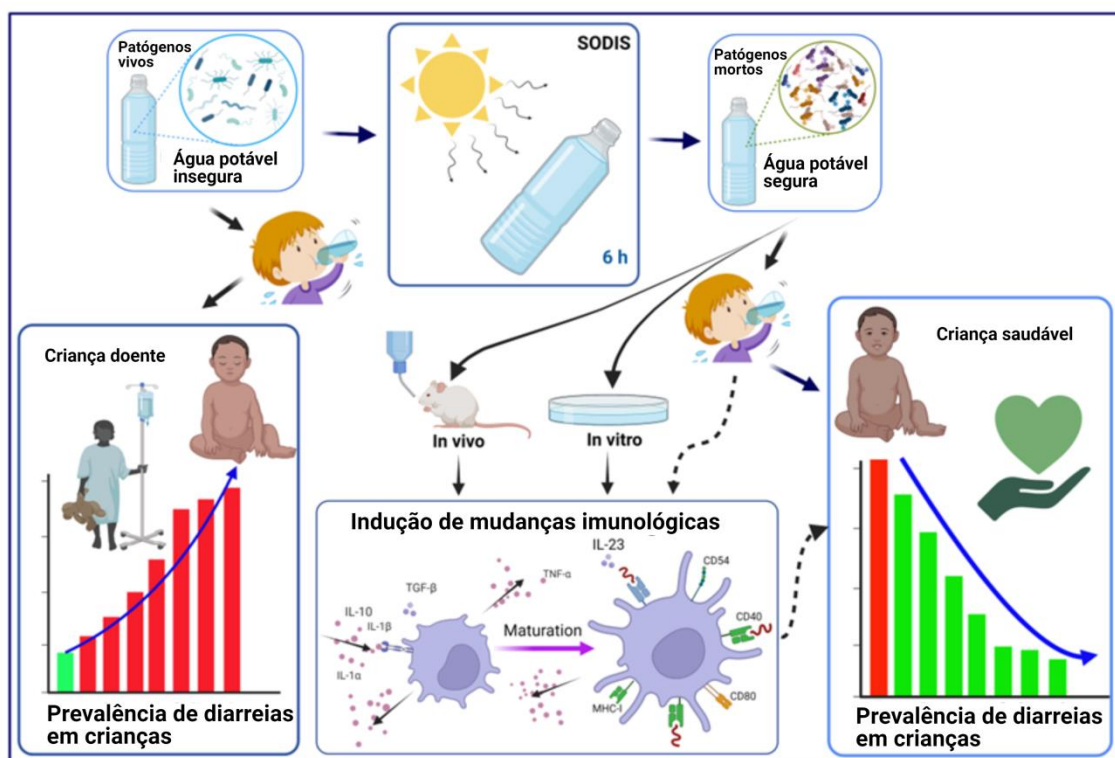 Patógenos
vivos
Água potável
insegura
SODIS
6 h
Patógenos
mortos
Água potável
segura
Criança doente
Prevalência de diarreias
em crianças
In vivo
In vitro
Indução de mudanças imunológicas
IL-23
CD54
TGF-β
TNF-α
IL-10
IL-1β
CD40
Maturation
IL-1α
MHC-I
CD80
Criança saudável
Prevalência de diarreias
em crianças